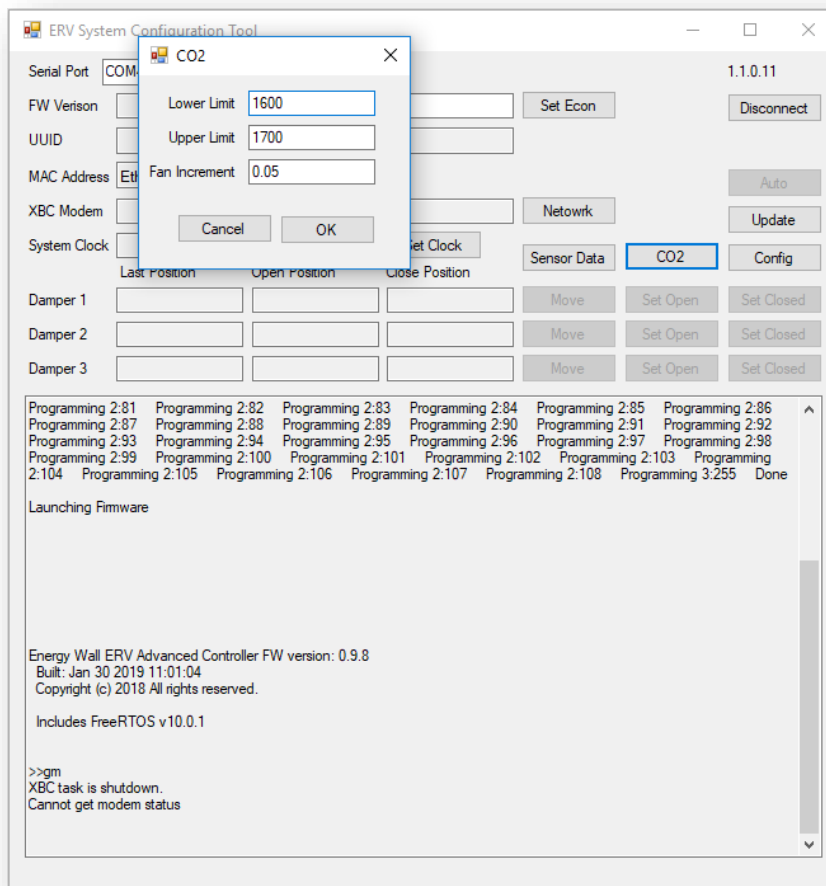 ERV System Configuration Tool
CO2
Serial Port COM
1.1.0.11
Lower Limit 1600
FW Verison Set Econ Disconnect
Upper Limit 1700
UUID
MAC Address Eth Fan Increment 0.05 Auto
XBC Modem Netowrk Update
Cancel OK
System Clock Set Clock Sensor Data CO2 Config
Last Position Open Position Close Position
Damper 1 Move Set Open Set Closed
Damper 2 Move Set Open Set Closed
Damper 3 Move Set Open Set Closed
Programming 2:81 Programming 2:82 Programming 2:83 Programming 2:84 Programming 2:85 Programming 2:86
Programming 2:87 Programming 2:88 Programming 2:89 Programming 2:90 Programming 2:91 Programming 2:92
Programming 2:93 Programming 2:94 Programming 2:95 Programming 2:96 Programming 2:97 Programming 2:98
Programming 2:99 Programming 2:100 Programming 2:101 Programming 2:102 Programming 2:103 Programming
2:104 Programming 2:105 Programming 2:106 Programming 2:107 Programming 2:108 Programming 3:255 Done
Launching Firmware
Energy Wall ERV Advanced Controller FW version: 0.9.8
Built: Jan 30 2019 11:01:04
Copyright (c) 2018 All rights reserved.
Includes FreeRTOS v10.0.1
>>gm
XBC task is shutdown.
Cannot get modem status